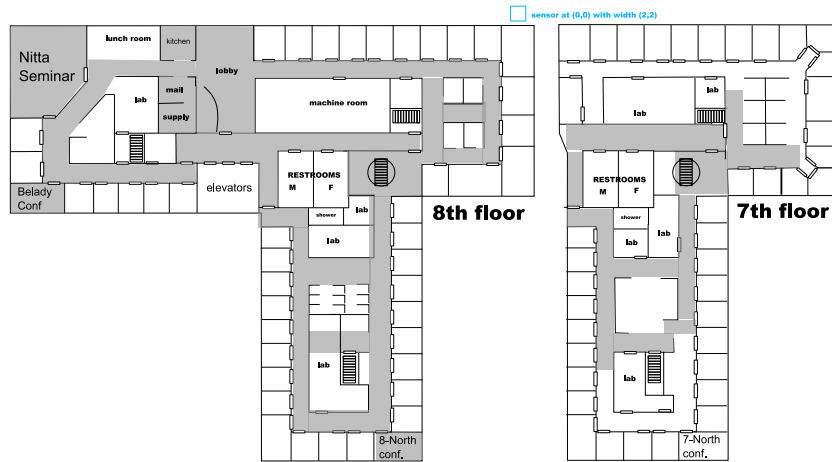 sensor at (0,0) with width (2,2)
lunch room
kitchen
Nitta
Seminar
lobby
lab
mail
supply
machine room
lab
lab
elevators
RESTROOMS
M F
Belady
Conf
shower
lab
lab
8th floor
RESTROOMS
M F
shower
lab
lab
7th floor
lab
lab
8-North
conf.
7-North
conf.